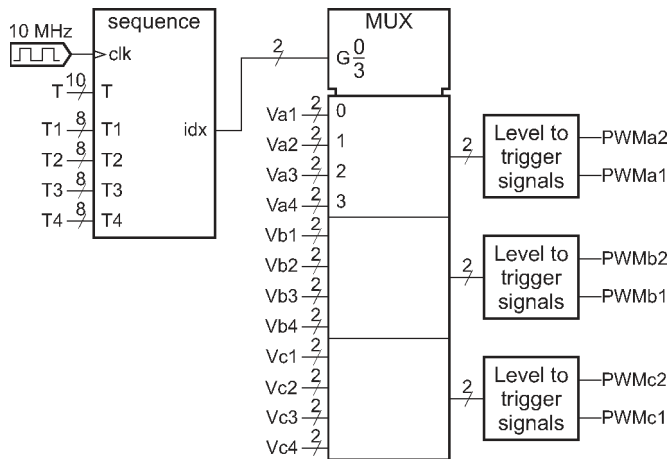 10 MHz
sequence
clk
T 10 T
T1 8 T1
T2 8 T2
T3 8 T3
T4 8 T4
idx
2
MUX
G 0
3
Va1 2 0
Va2 2 1
Va3 2 2
Va4 2 3
Vb1 2
Vb2 2
Vb3 2
Vb4 2
Vc1 2
Vc2 2
Vc3 2
Vc4 2
2
Level to
trigger
signals
PWMa2
PWMa1
2
Level to
trigger
signals
PWMb2
PWMb1
2
Level to
trigger
signals
PWMc2
PWMc1